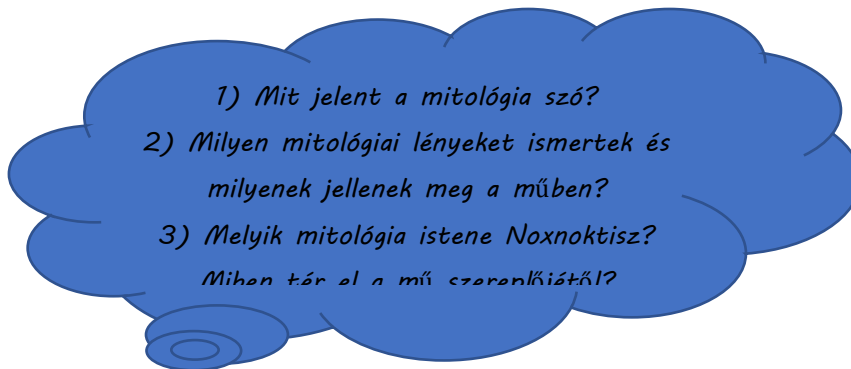 1) Mit jelent a mitológia szó?
2) Milyen mitológiai lényeket ismertek és
milyenek jellenek meg a műben?
3) Melyik mitológia istene Noxnoktisz?
Miben tér el a mű szereplőjétől?